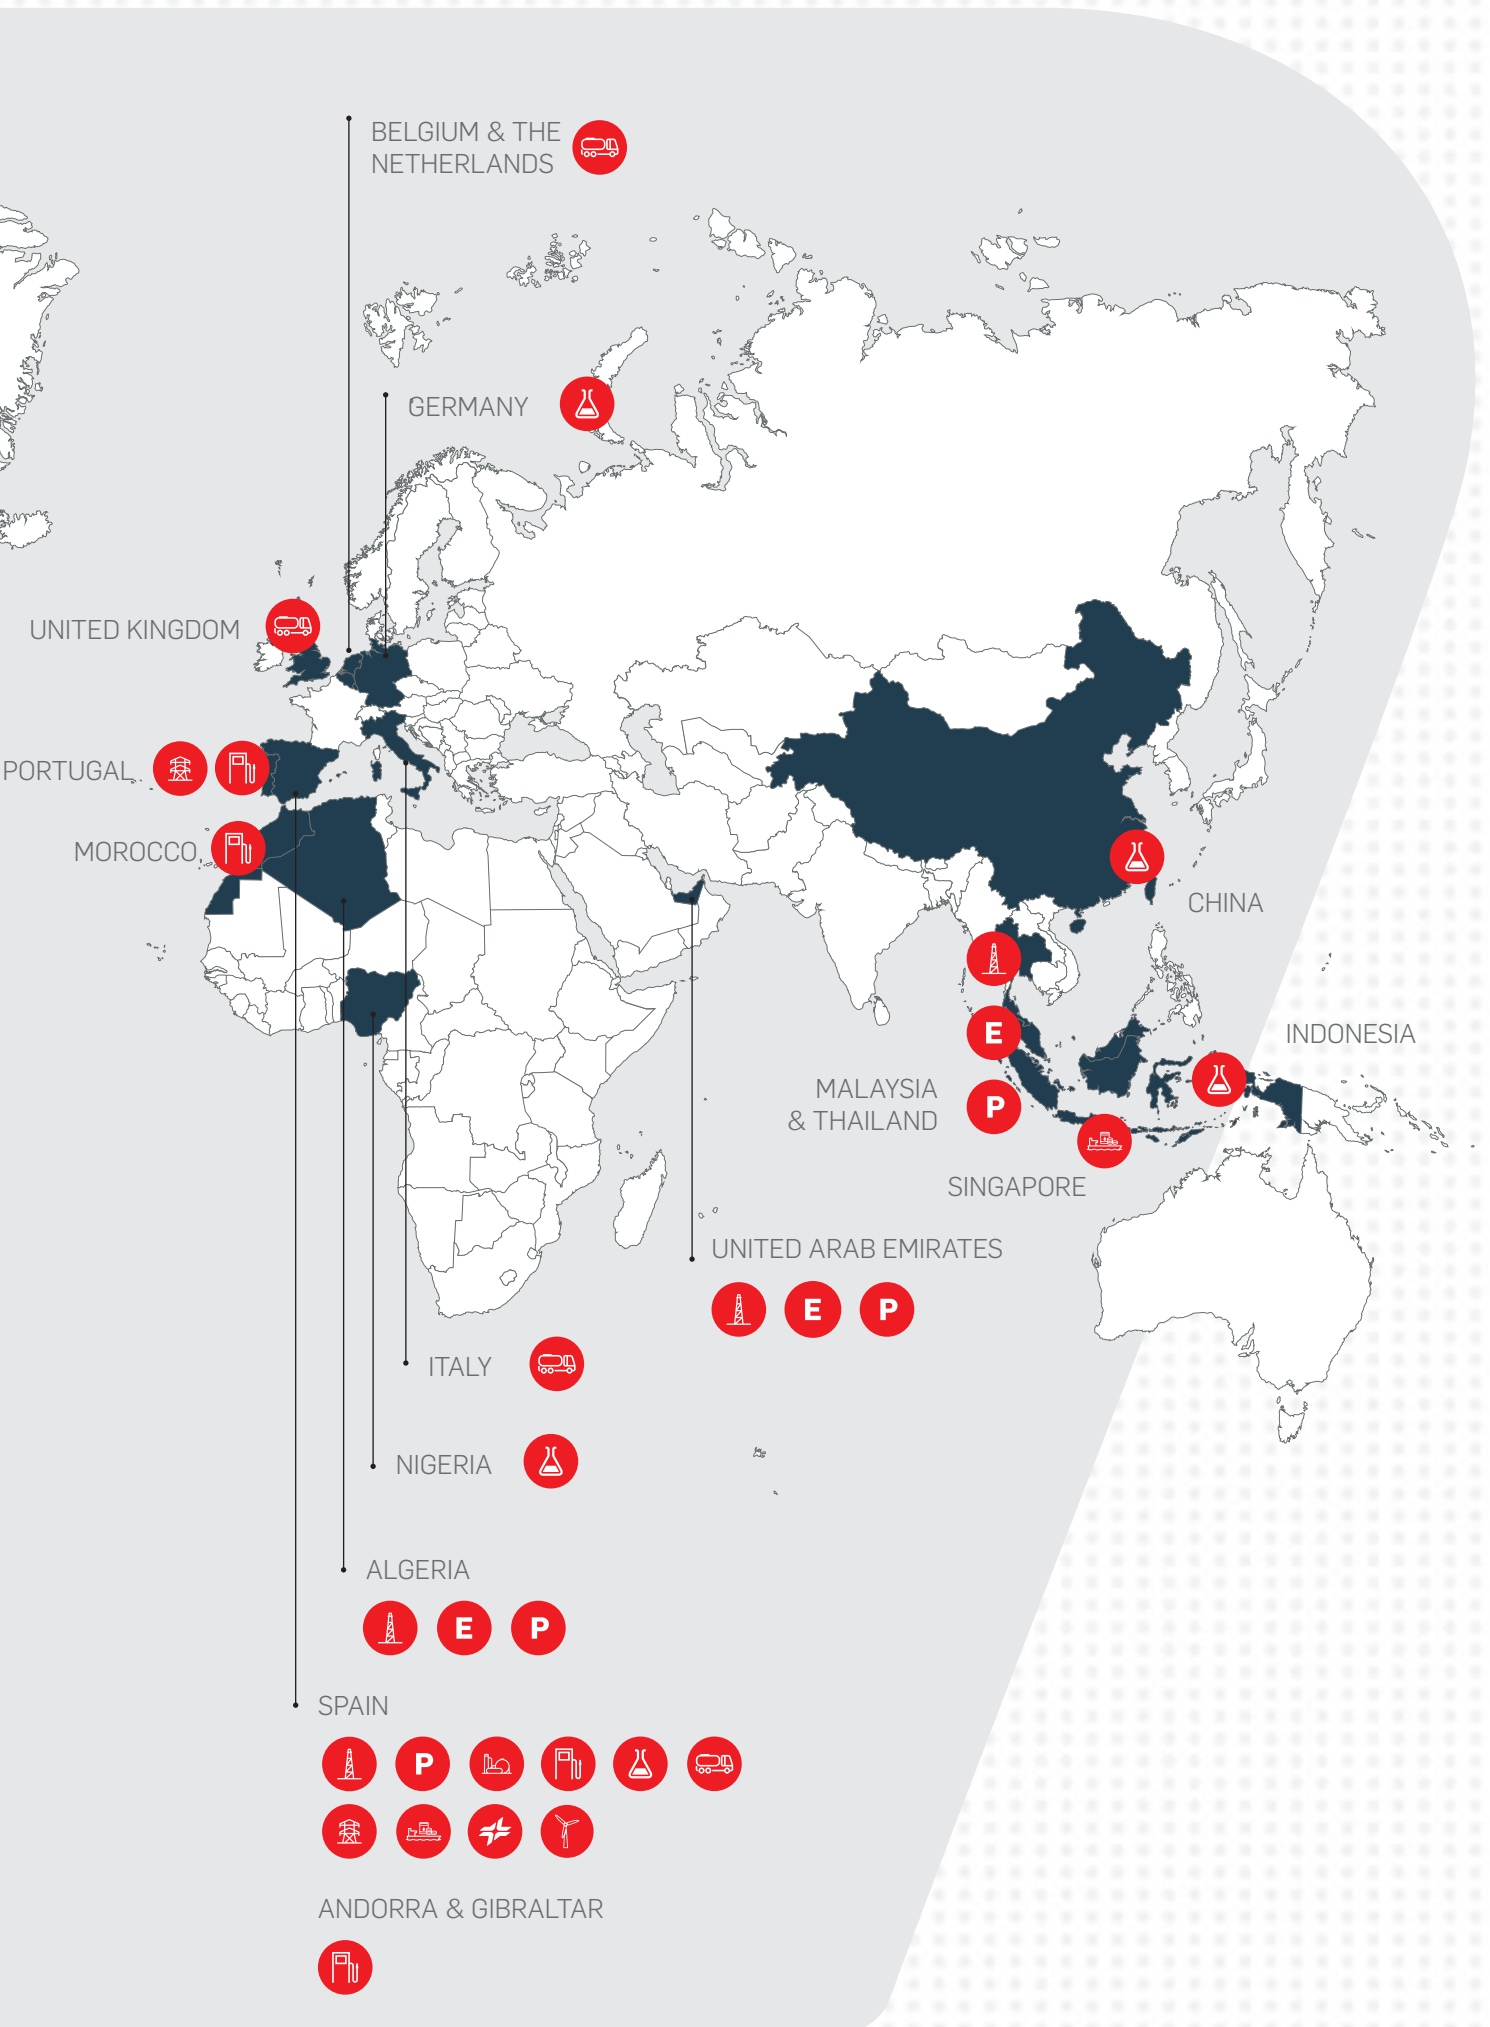 BELGIUM & THE
NETHERLANDS
GERMANY
UNITED KINGDOM
PORTUGAL
MOROCCO
CHINA
INDONESIA
E
MALAYSIA
& THAILAND
P
SINGAPORE
UNITED ARAB EMIRATES
E P
ITALY
NIGERIA
ALGERIA
E P
SPAIN
P
ANDORRA & GIBRALTAR